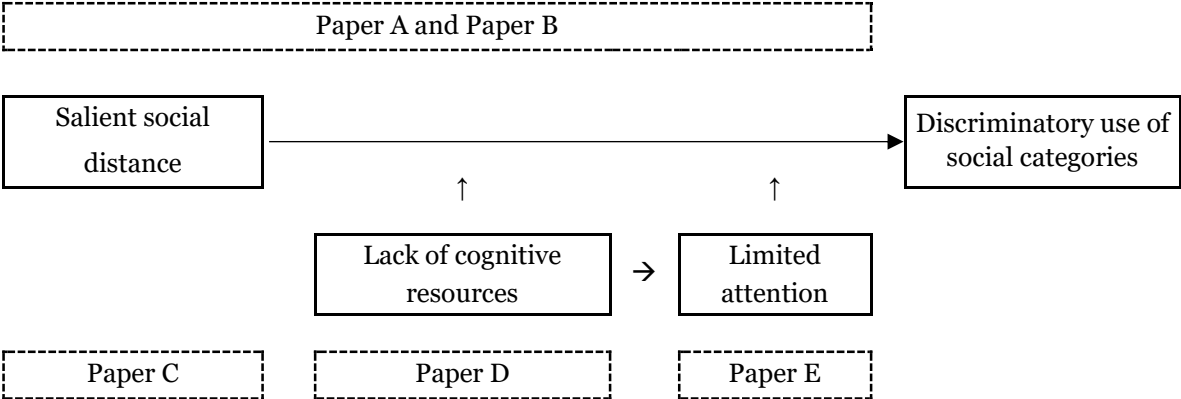 Paper A and Paper B
Salient social
distance
Discriminatory use of
social categories
Lack of cognitive
resources
Limited
attention
Paper C
Paper D
Paper E